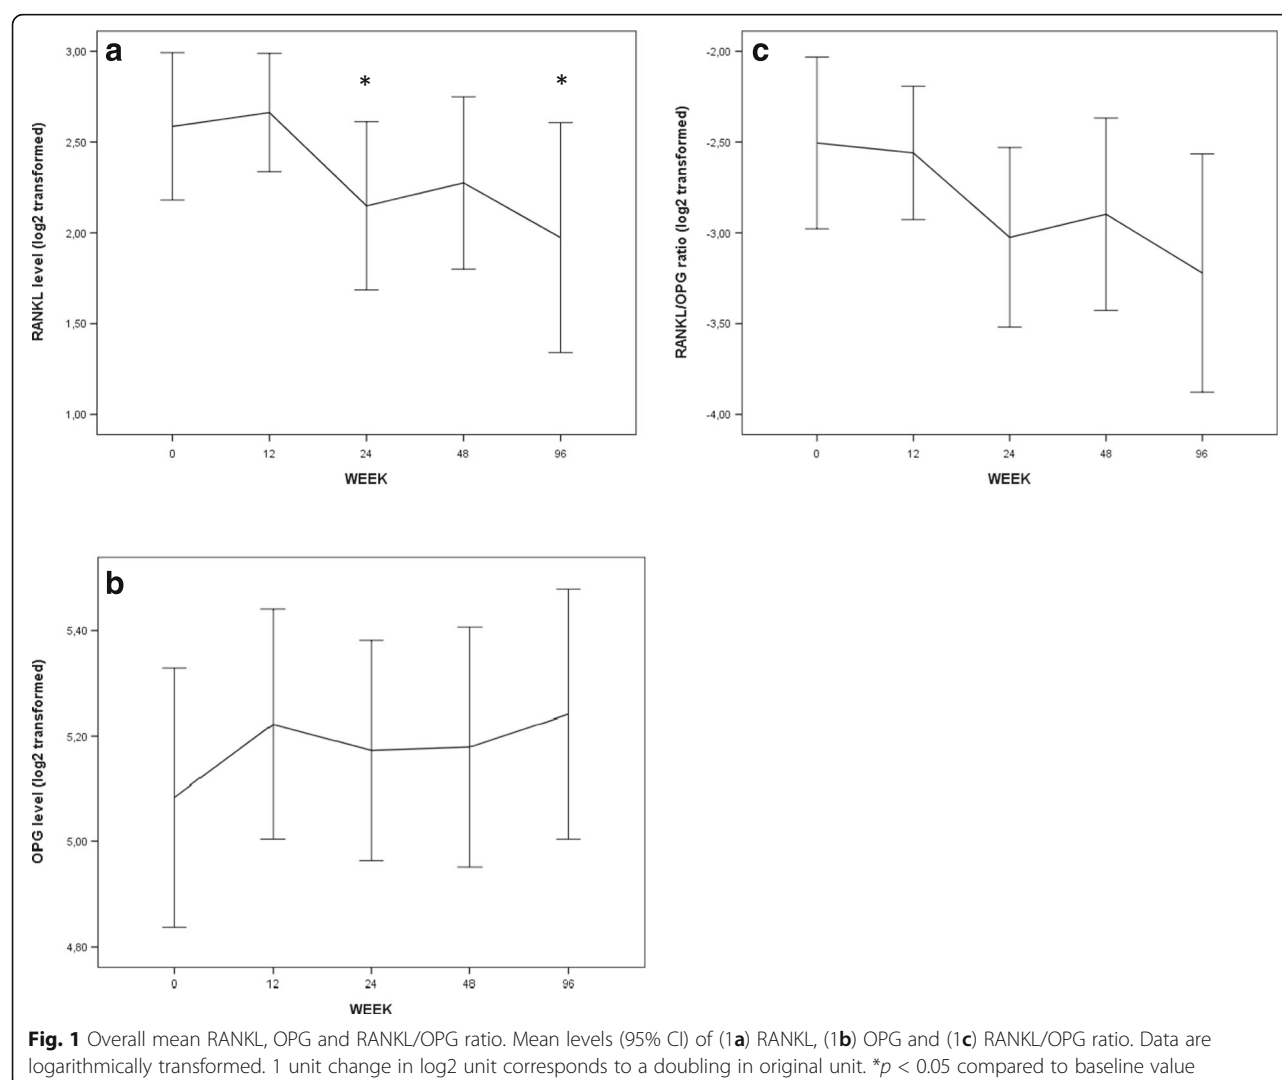 a
3,00
2,50
2,00
1,50
1,00
RANKL level (log2 transformed)
*
*
0 12 24 48 96
WEEK
c
-2,00
-2,50
-3,00
-3,50
-4,00
RANKL/OPG ratio (log2 transformed)
0 12 24 48 96
WEEK
b
5,40
5,20
5,00
4,80
OPG level (log2 transformed)
0 12 24 48 96
WEEK
Fig. 1 Overall mean RANKL, OPG and RANKL/OPG ratio. Mean levels (95% CI) of (1a) RANKL, (1b) OPG and (1c) RANKL/OPG ratio. Data are
logarithmically transformed. 1 unit change in log2 unit corresponds to a doubling in original unit. *p < 0.05 compared to baseline value